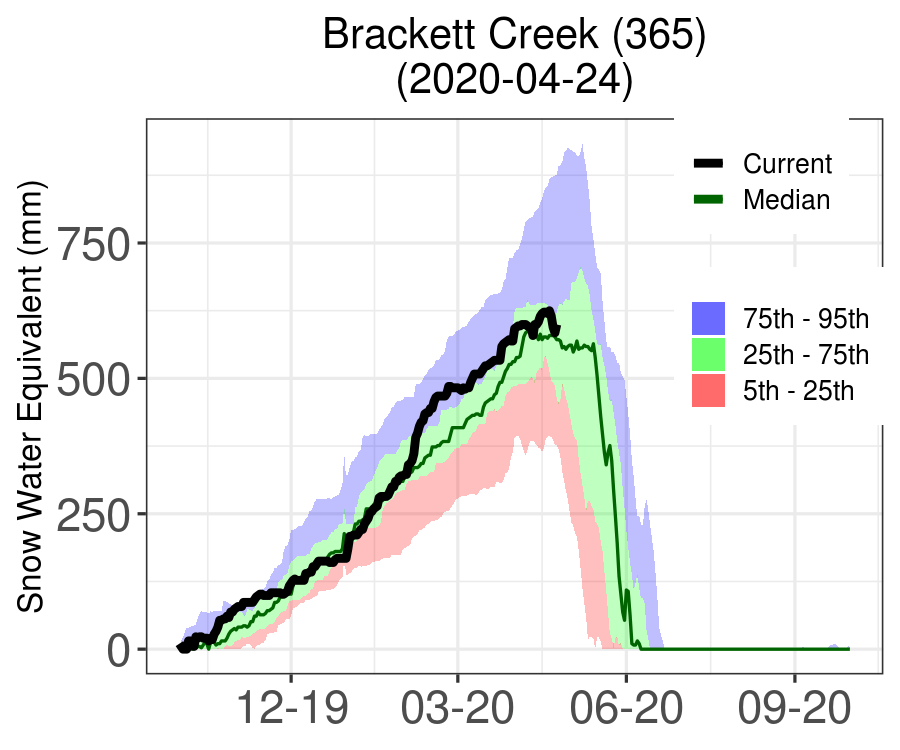 Brackett Creek (365)
(2020-04-24)
Snow Water Equivalent (mm)
750
500
250
0
12-19
03-20
06-20
09-20
Current
Median
75th - 95th
25th - 75th
5th - 25th